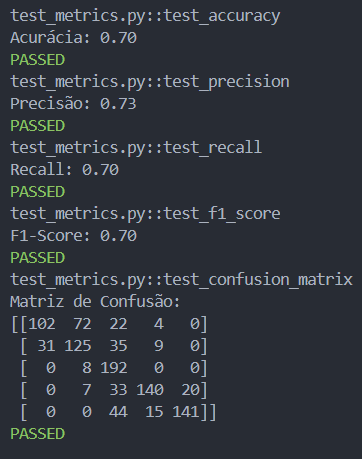 test_metrics.py::test_accuracy
Acurácia: 0.70
PASSED
test_metrics.py::test_precision
Precisão: 0.73
PASSED
test_metrics.py::test_recall
Recall: 0.70
PASSED
test_metrics.py::test_f1_score
F1-Score: 0.70
PASSED
test_metrics.py::test_confusion_matrix
Matriz de Confusão:
[[102  72  22   4   0]
 [ 31 125  35   9   0]
 [  0   8 192   0   0]
 [  0   7  33 140  20]
 [  0   0  44  15 141]]
PASSED